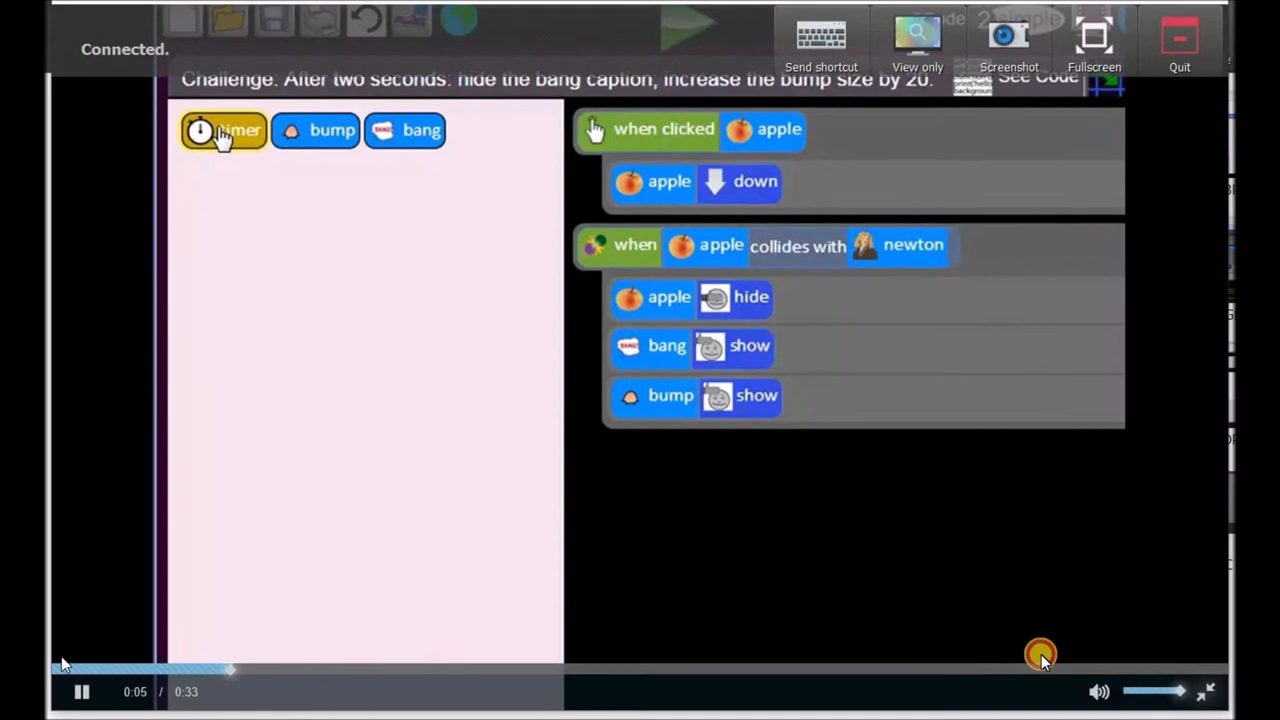 Connected.
Send shortcut
View only
Screenshot
Fullscreen
Quit
Challenge: After two seconds: hide the bang caption, increase the bump size by 20.
See Code
timer
bump
BANG!
bang
when clicked
apple
apple
down
when
apple
collides with
newton
apple
hide
BANG!
bang
show
bump
show
0:05 / 0:33